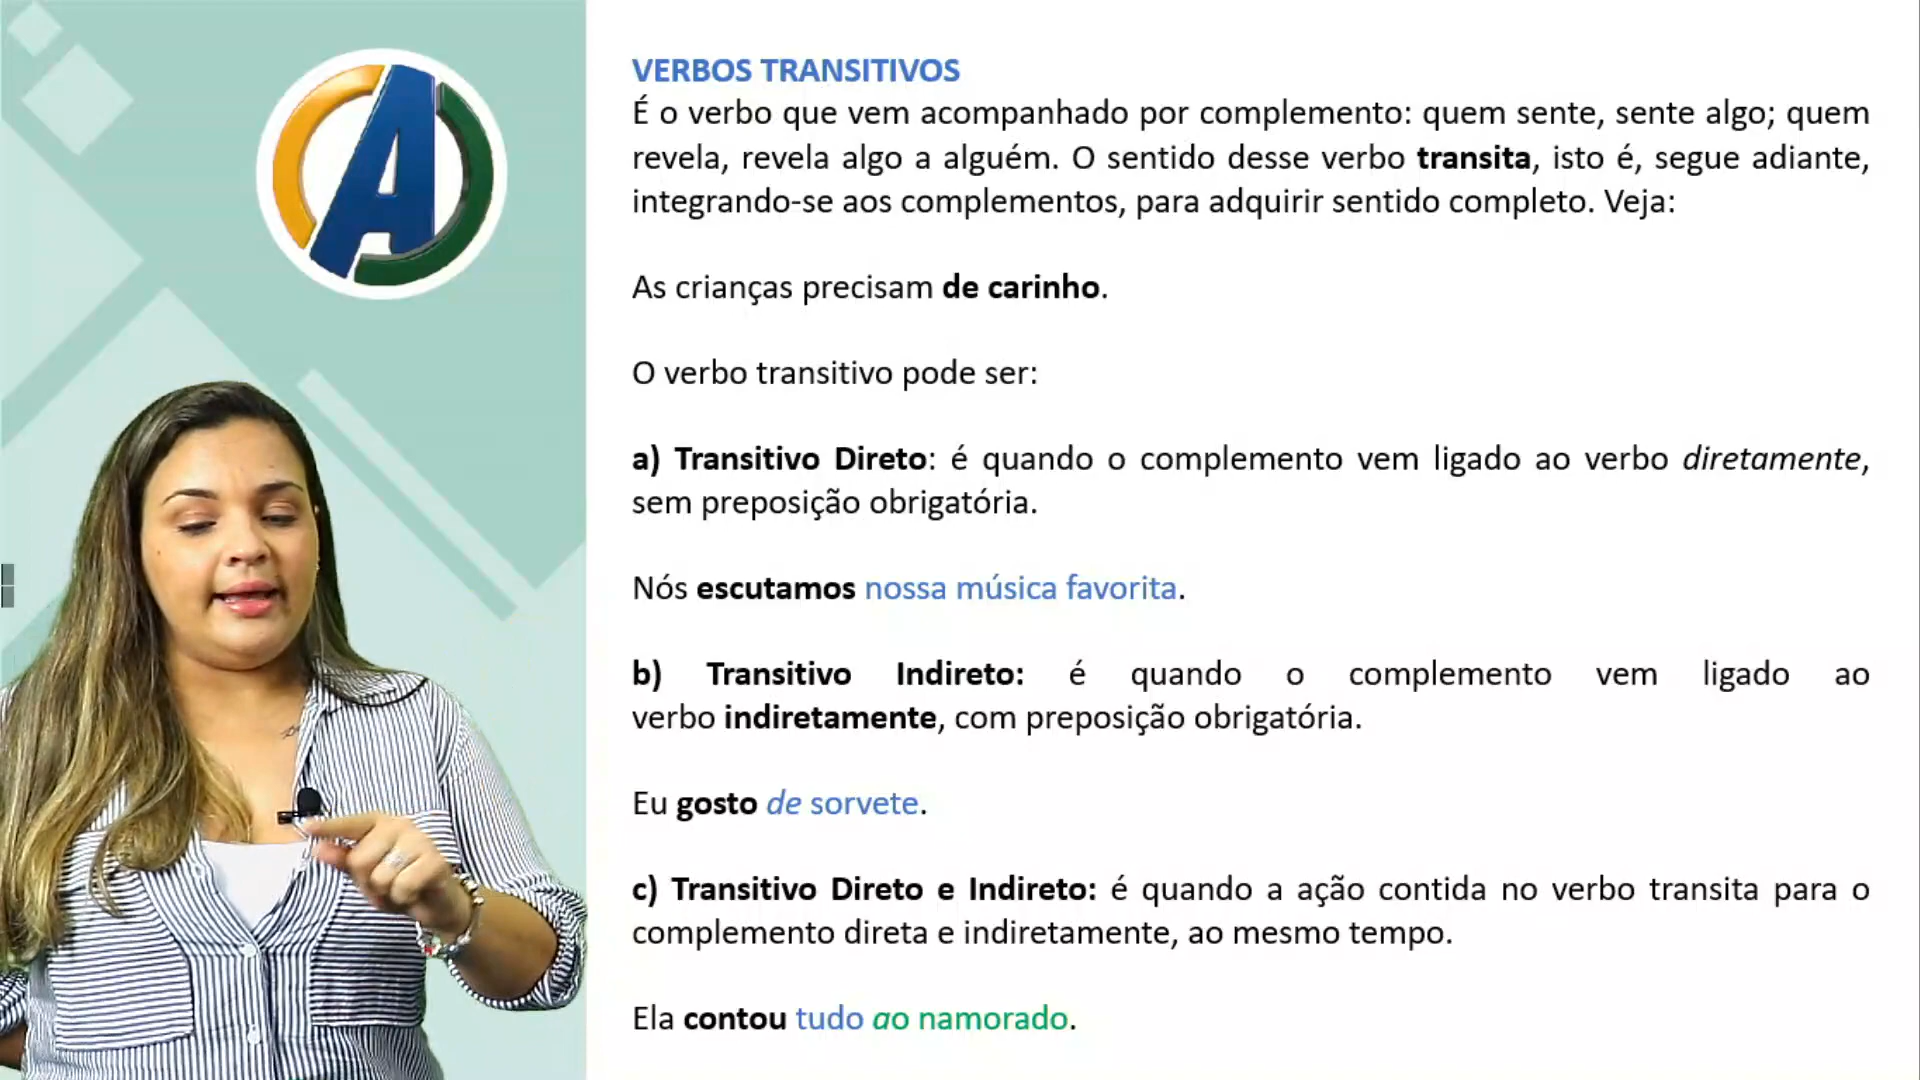 VERBOS TRANSITIVOS
É o verbo que vem acompanhado por complemento: quem sente, sente algo; quem
revela, revela algo a alguém. O sentido desse verbo transita, isto é, segue adiante,
integrando-se aos complementos, para adquirir sentido completo. Veja:
As crianças precisam de carinho.
O verbo transitivo pode ser:
a) Transitivo Direto: é quando o complemento vem ligado ao verbo diretamente,
sem preposição obrigatória.
Nós escutamos nossa música favorita.
b) Transitivo Indireto: é quando o complemento vem ligado ao
verbo indiretamente, com preposição obrigatória.
Eu gosto de sorvete.
c) Transitivo Direto e Indireto: é quando a ação contida no verbo transita para o
complemento direta e indiretamente, ao mesmo tempo.
Ela contou tudo ao namorado.